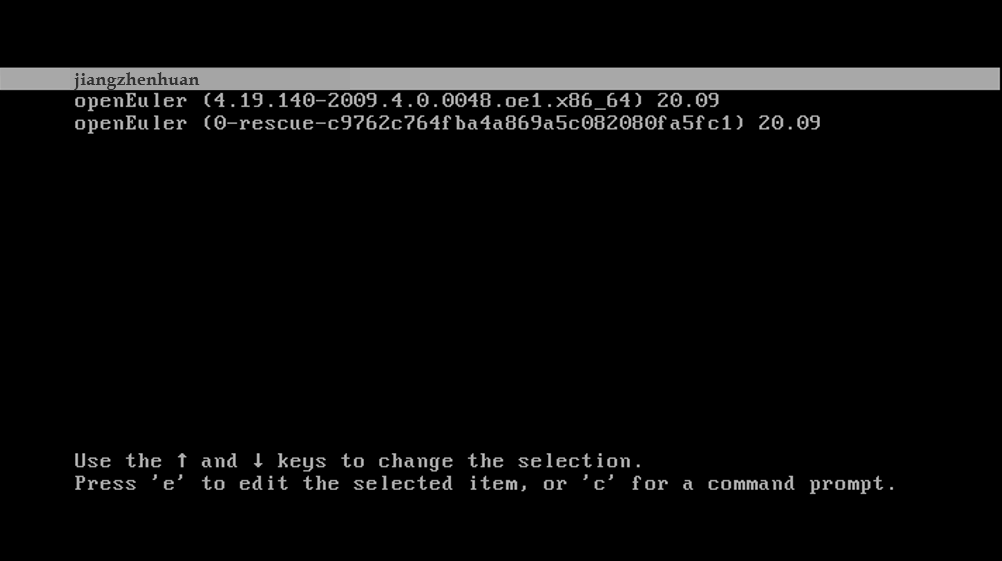 jiangzhenhuan
openEuler (4.19.140-2009.4.0.0048.oe1.x86_64) 20.09
openEuler (0-rescue-c9762c764fba4a869a5c082080fa5fc1) 20.09
Use the ↑ and ↓ keys to change the selection.
Press 'e' to edit the selected item, or 'c' for a command prompt.